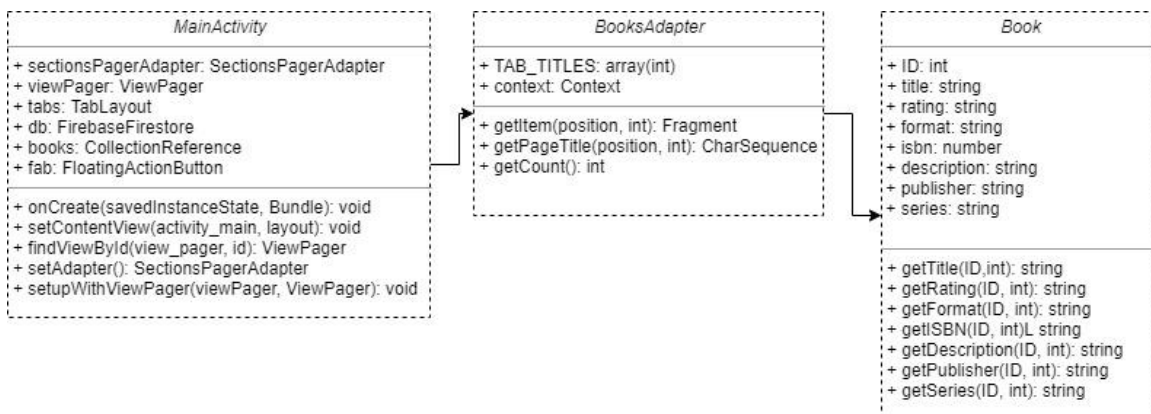 MainActivity
+ sectionsPagerAdapter: SectionsPagerAdapter
+ viewPager: ViewPager
+ tabs: TabLayout
+ db: FirebaseFirestore
+ books: CollectionReference
+ fab: FloatingActionButton
+ onCreate(savedInstanceState, Bundle): void
+ setContentView(activity_main, layout): void
+ findViewById(view_pager, id): ViewPager
+ setAdapter(): SectionsPagerAdapter
+ setupWithViewPager(viewPager, ViewPager): void
BooksAdapter
+ TAB_TITLES: array(int)
+ context: Context
+ getItem(position, int): Fragment
+ getPageTitle(position, int): CharSequence
+ getCount(): int
Book
+ ID: int
+ title: string
+ rating: string
+ format: string
+ isbn: number
+ description: string
+ publisher: string
+ series: string
+ getTitle(ID,int): string
+ getRating(ID, int): string
+ getFormat(ID, int): string
+ getISBN(ID, int)L string
+ getDescription(ID, int): string
+ getPublisher(ID, int): string
+ getSeries(ID, int): string